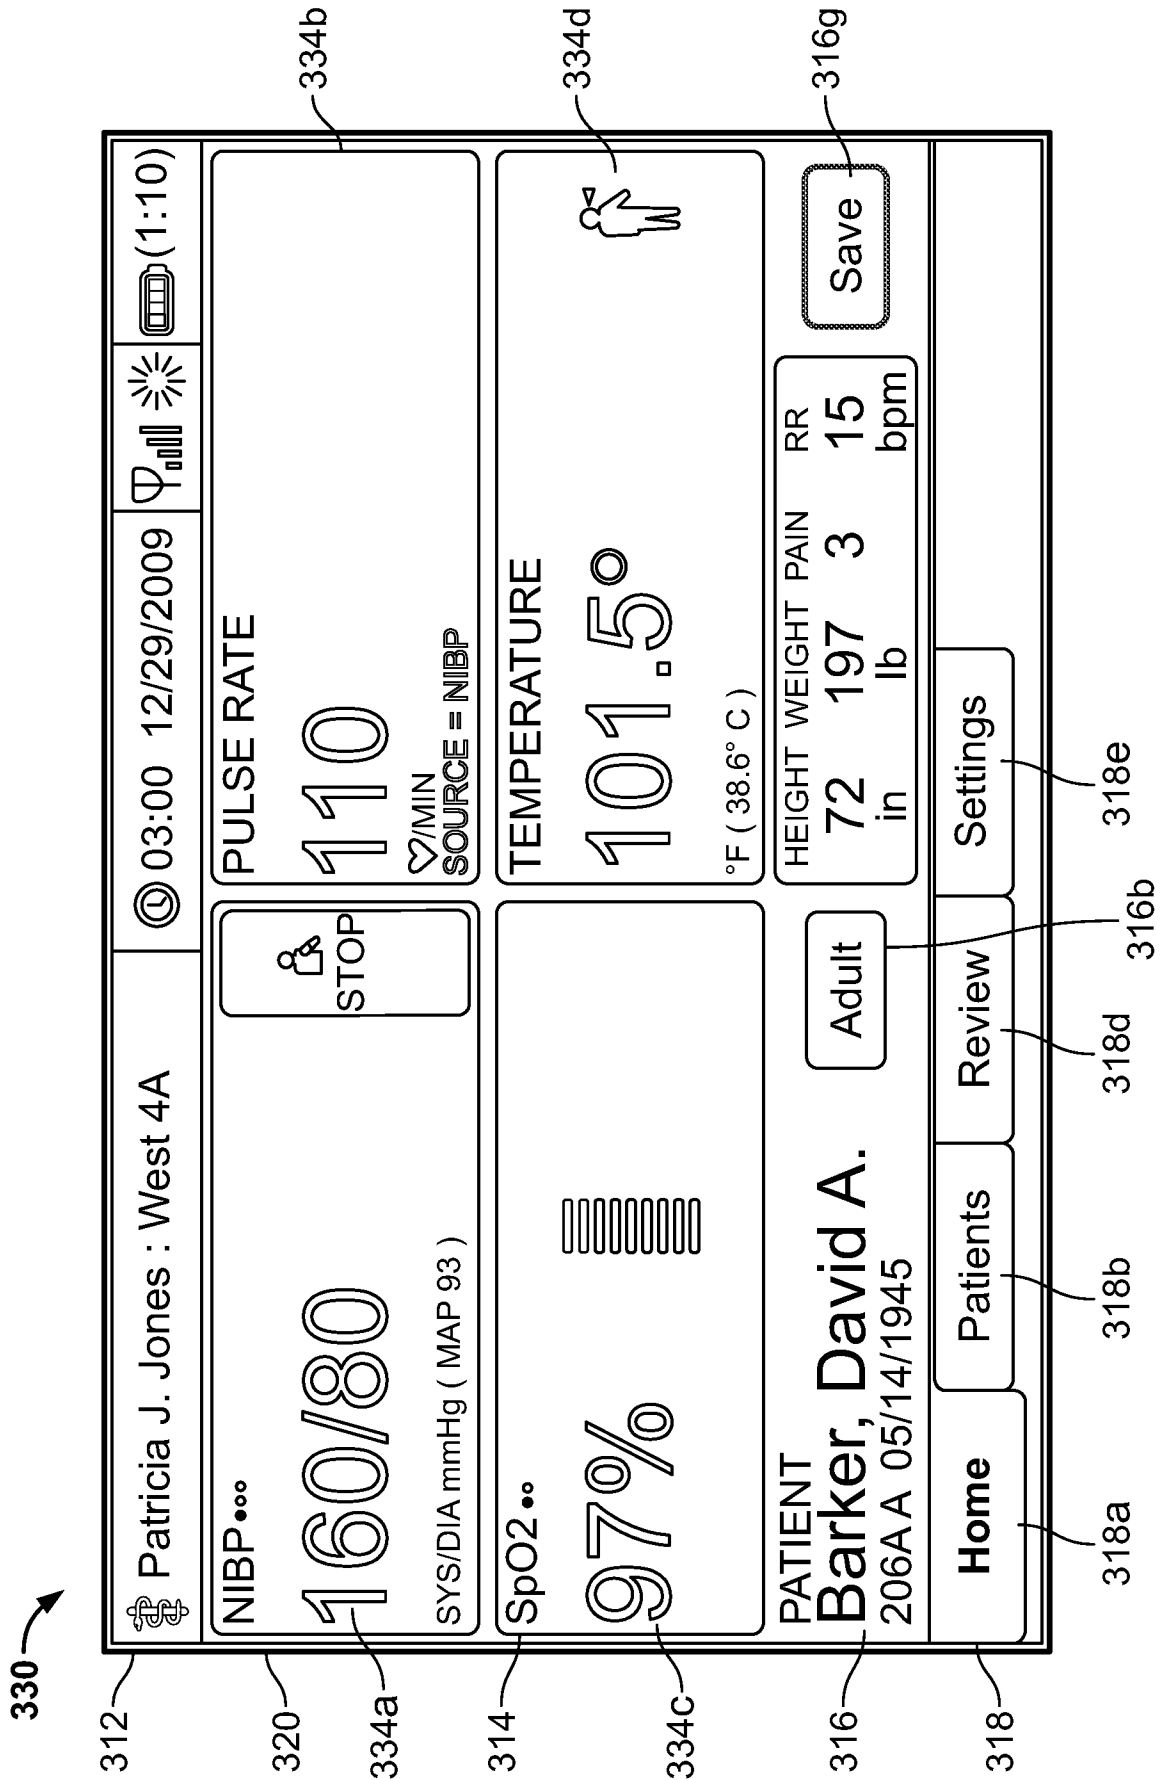 330
312
320
334a
314
334c
316
318
334b
334d
316g
318a
318b
318d
316b
318e
Patricia J. Jones : West 4A
03:00 12/29/2009
(1:10)
NIBP
160/80
SYS/DIA mmHg ( MAP 93 )
STOP
PULSE RATE
110
/MIN
SOURCE = NIBP
SpO2
97%
TEMPERATURE
101.5°
°F ( 38.6° C )
PATIENT
Barker, David A.
206A A 05/14/1945
Adult
HEIGHT WEIGHT PAIN RR
72 197 3 15
in lb bpm
Save
Home
Patients
Review
Settings